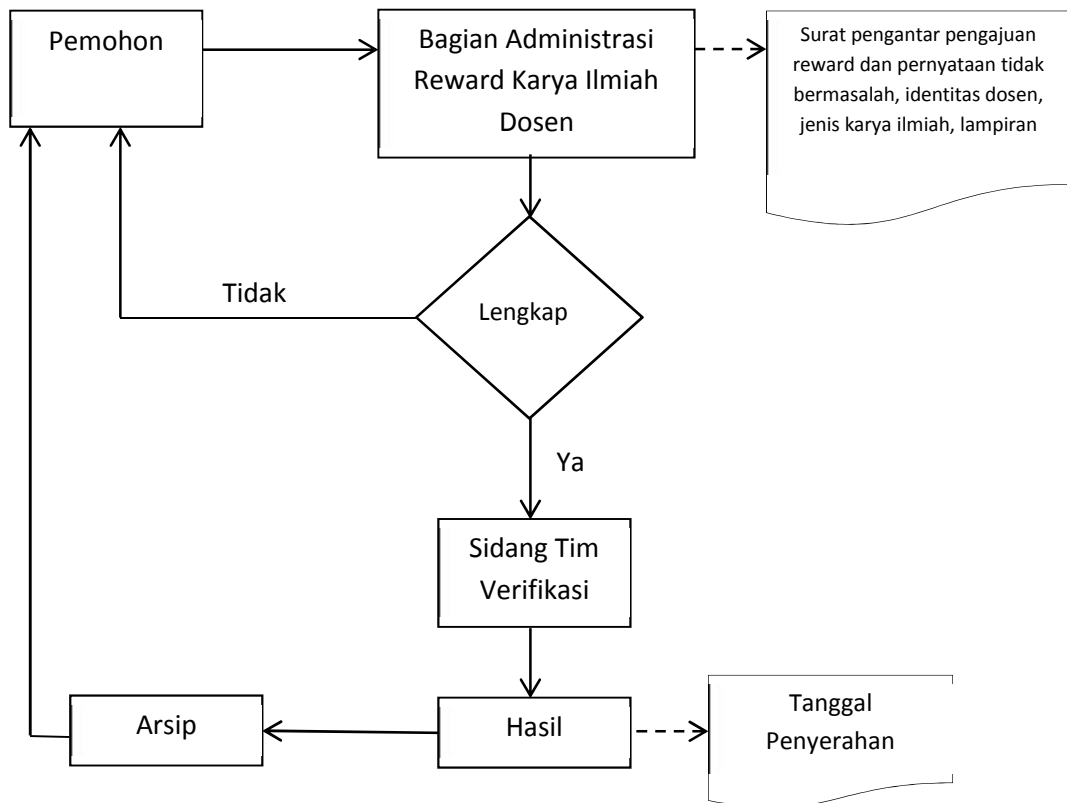 Pemohon
Bagian Administrasi
Reward Karya Ilmiah
Dosen
Surat pengantar pengajuan
reward dan pernyataan tidak
bermasalah, identitas dosen,
jenis karya ilmiah, lampiran
Tidak
Lengkap
Ya
Sidang Tim
Verifikasi
Arsip
Hasil
Tanggal
Penyerahan